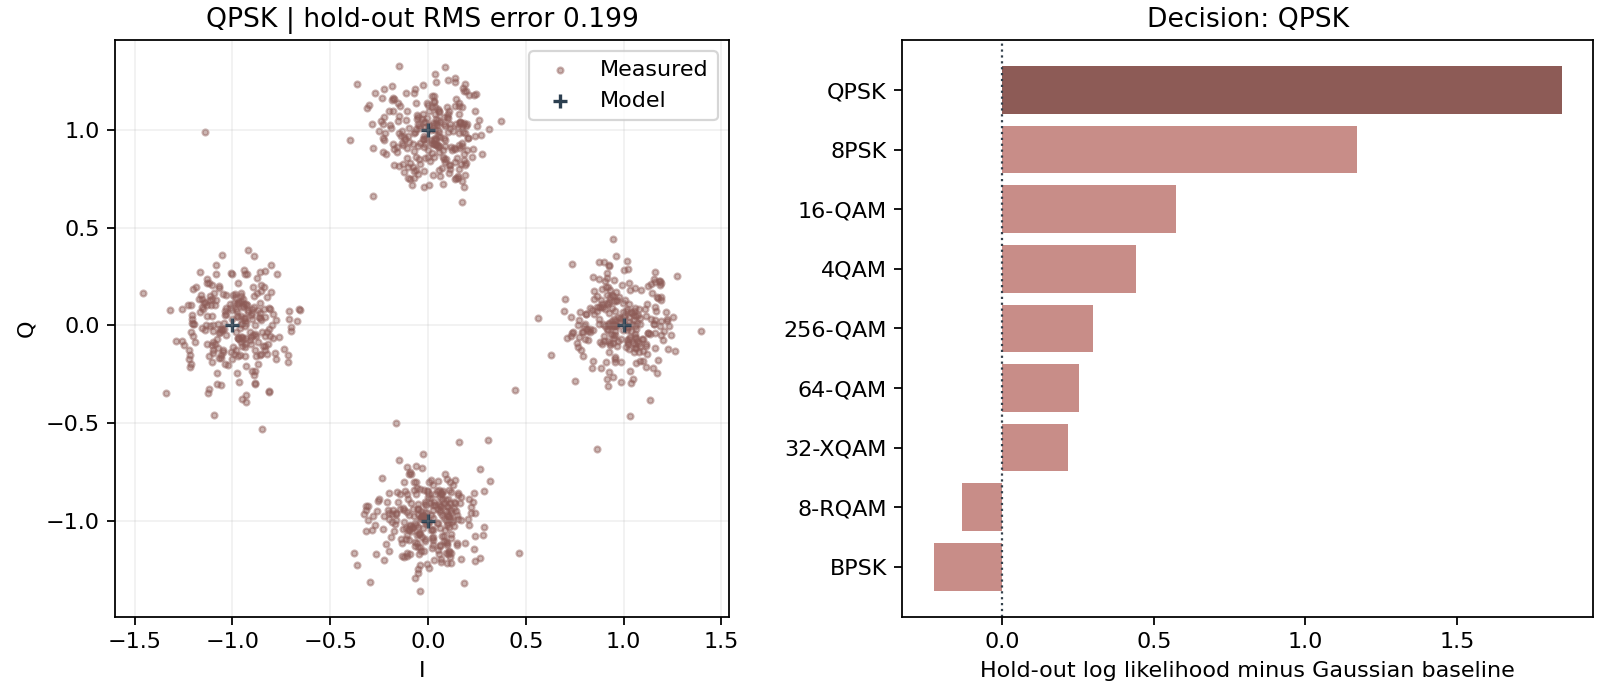 QPSK | hold-out RMS error 0.199
Measured
Model
1.0
0.5
0.0
−0.5
−1.0
Q
−1.5
−1.0
−0.5
0.0
0.5
1.0
1.5
I
Decision: QPSK
QPSK
8PSK
16-QAM
4QAM
256-QAM
64-QAM
32-XQAM
8-RQAM
BPSK
0.0
0.5
1.0
1.5
Hold-out log likelihood minus Gaussian baseline